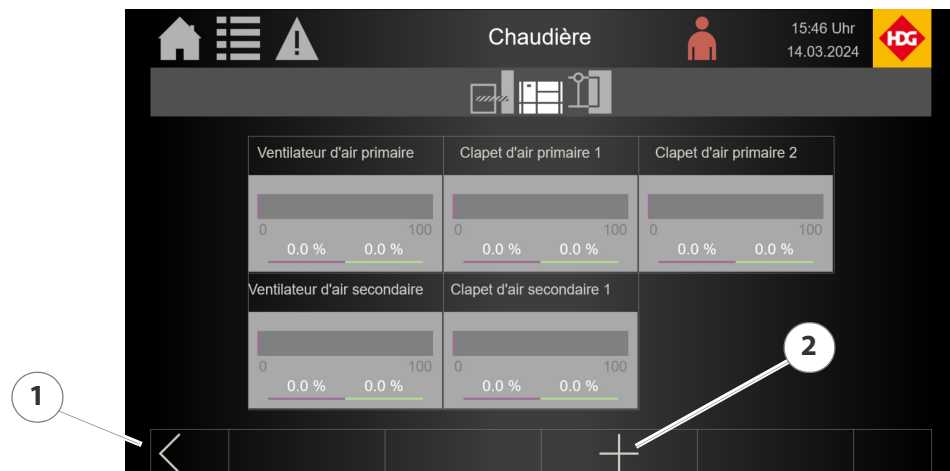 Chaudière
15:46 Uhr
14.03.2024
HDG
Ventilateur d'air primaire
Clapet d'air primaire 1
Clapet d'air primaire 2
0 100
0.0 % 0.0 %
0 100
0.0 % 0.0 %
0 100
0.0 % 0.0 %
Ventilateur d'air secondaire
Clapet d'air secondaire 1
0 100
0.0 % 0.0 %
0 100
0.0 % 0.0 %
1
2